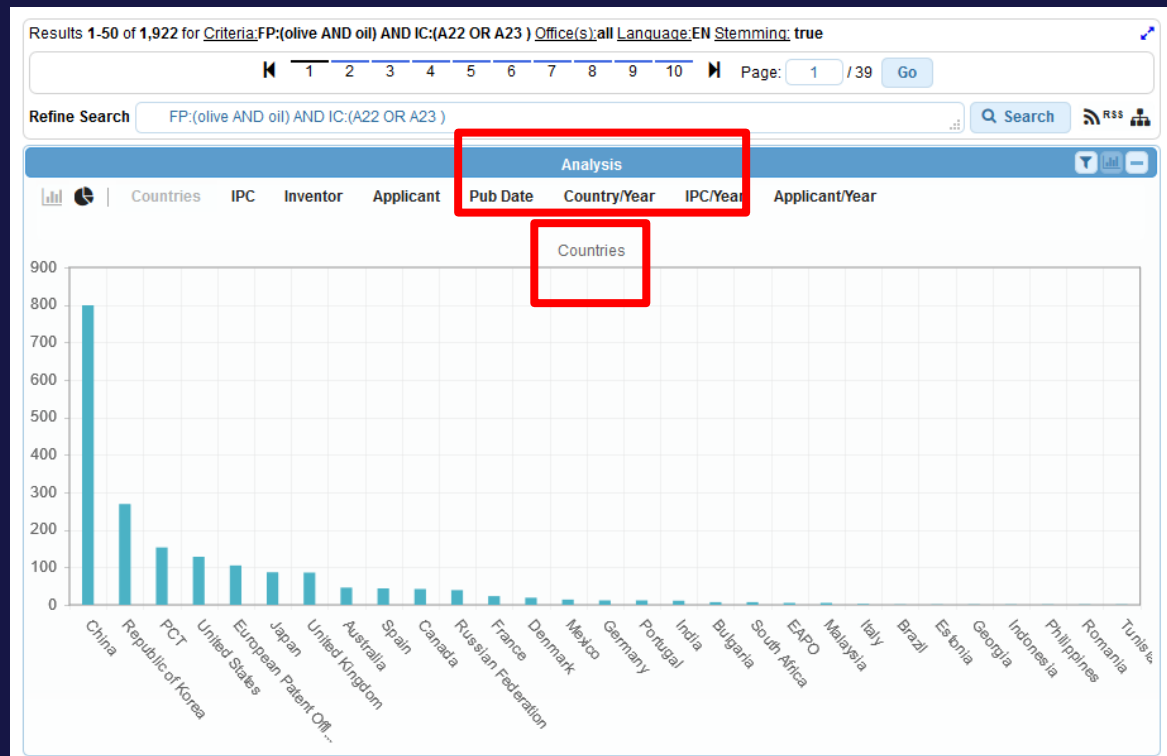 Results 1-50 of 1,922 for Criteria:FP:(olive AND oil) AND IC:(A22 OR A23 ) Office(s):all Language:EN Stemming: true
1 2 3 4 5 6 7 8 9 10 Page: 1 / 39 Go
Refine Search FP:(olive AND oil) AND IC:(A22 OR A23 ) Search RSS
Analysis
Countries IPC Inventor Applicant Pub Date Country/Year IPC/Year Applicant/Year
Countries
900
800
700
600
500
400
300
200
100
0
China
Republic of Korea
PCT
United States
European Patent Offi...
Japan
United Kingdom
Australia
Spain
Canada
Russian Federation
France
Denmark
Mexico
Germany
Portugal
India
Bulgaria
South Africa
EAPO
Malaysia
Italy
Brazil
Estonia
Georgia
Indonesia
Philippines
Romania
Tunisia